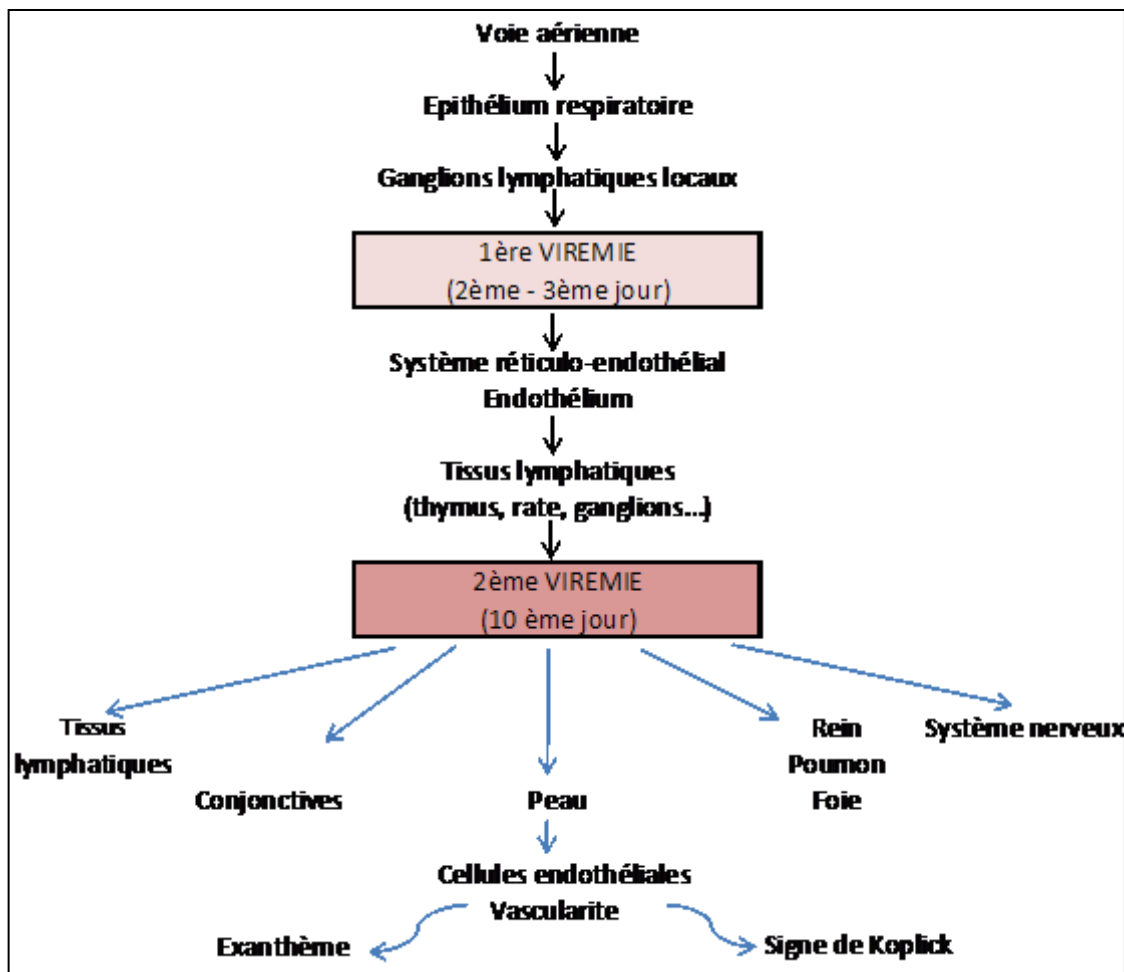 Voie aérienne
Epithélium respiratoire
Ganglions lymphatiques locaux
1ère VIREMIE
(2ème - 3ème jour)
Système réticulo-endothélial
Endothélium
Tissus lymphatiques
(thymus, rate, ganglions...)
2ème VIREMIE
(10 ème jour)
Tissus
lymphatiques
Conjonctives
Peau
Rein
Poumon
Foie
Système nerveux
Cellules endothéliales
Vascularite
Exanthème
Signe de Koplick